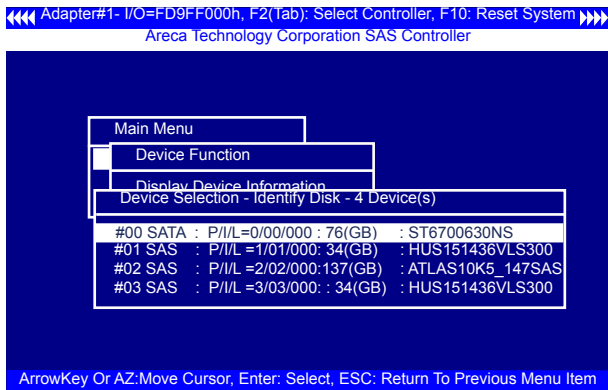 Adapter#1- I/O=FD9FF000h, F2(Tab): Select Controller, F10: Reset System
Areca Technology Corporation SAS Controller
Main Menu
Device Function
Display Device Information
Device Selection - Identify Disk - 4 Device(s)
#00 SATA : P/I/L=0/00/000 : 76(GB) : ST6700630NS
#01 SAS : P/I/L =1/01/000: 34(GB) : HUS151436VLS300
#02 SAS : P/I/L =2/02/000:137(GB) : ATLAS10K5_147SAS
#03 SAS : P/I/L =3/03/000: : 34(GB) : HUS151436VLS300
ArrowKey Or AZ:Move Cursor, Enter: Select, ESC: Return To Previous Menu Item